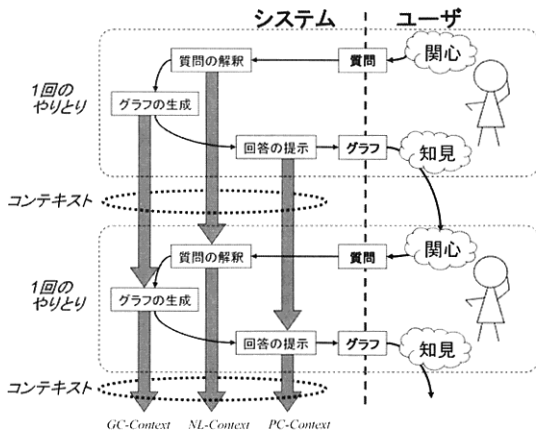 システム ユーザ
質問の解釈 質問 関心
1回の
やりとり
グラフの生成
回答の提示 グラフ 知見
コンテキスト
質問の解釈 質問 関心
1回の
やりとり
グラフの生成
回答の提示 グラフ 知見
コンテキスト
GC-Context NL-Context PC-Context